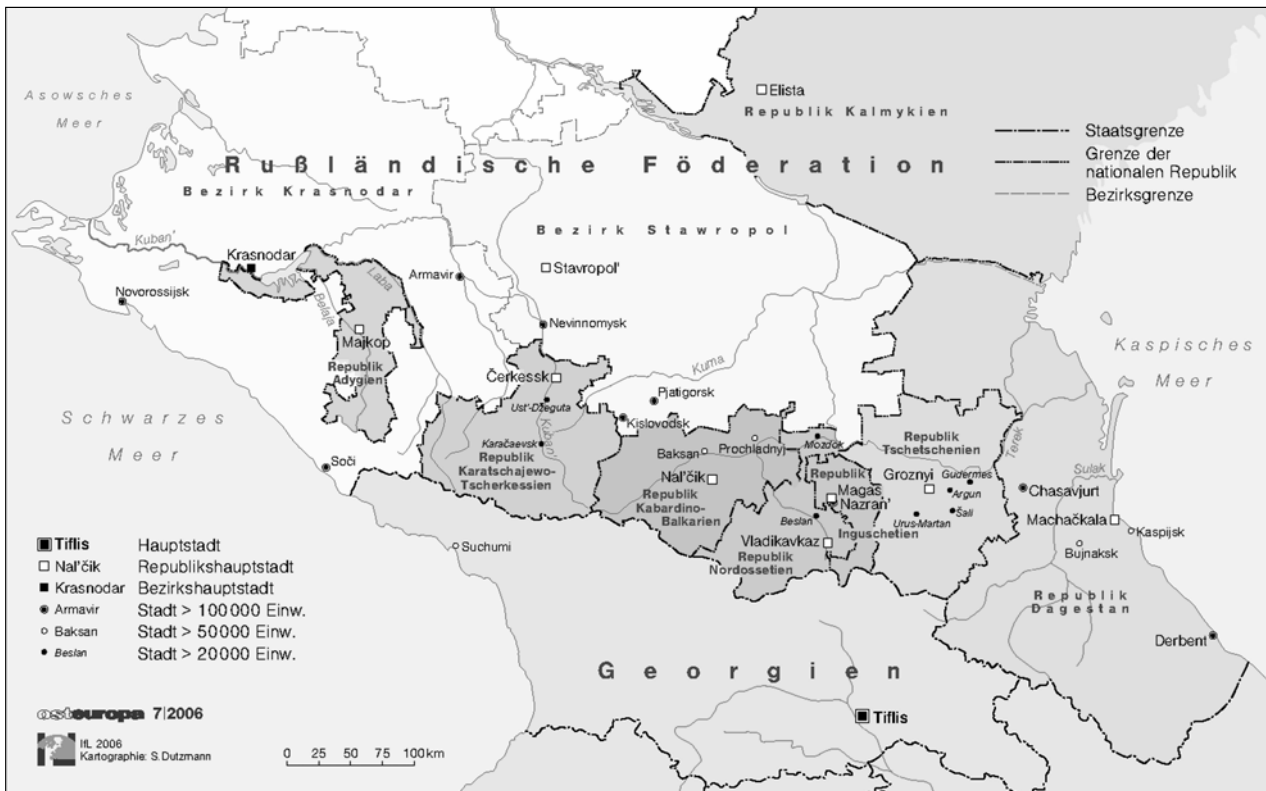 Asowsches
Meer
Elista
Republik Kalmykien
Staatsgrenze
Grenze der
nationalen Republik
Bezirksgrenze
Rußländische Föderation
Bezirk Krasnodar
Bezirk Stawropol
Kuban'
Krasnodar
Laba
Belaja
Armavir
Stavropol'
Novorossijsk
Nevinnomysk
Majkop
Republik
Adygien
Kaspisches
Meer
Kuma
Čerkessk
Ust'-Džeguta
Pjatigorsk
Kislovodsk
Schwarzes
Meer
Kuban'
Karačaevsk
Republik
Karatschajewo-
Tscherkessien
Soči
Baksan
Prochladnyj
Mozdok
Nal'čik
Republik
Kabardino-
Balkarien
Republik
Inguschetien
Magas
Nazran'
Beslan
Vladikavkaz
Republik
Nordossetien
Republik
Tschetschenien
Groznyi
Gudermes
Argun
Šali
Urus-Martan
Terek
Sulak
Chasavjurt
Machačkala
Kaspijsk
Bujnaksk
Republik
Dagestan
Derbent
Suchumi
Georgien
Tiflis
Tiflis Hauptstadt
Nal'čik Republikshauptstadt
Krasnodar Bezirkshauptstadt
Armavir Stadt > 100 000 Einw.
Baksan Stadt > 50 000 Einw.
Beslan Stadt > 20 000 Einw.
osteuropa 7|2006
IfL 2006
Kartographie: S. Dutzmann
0 25 50 75 100 km